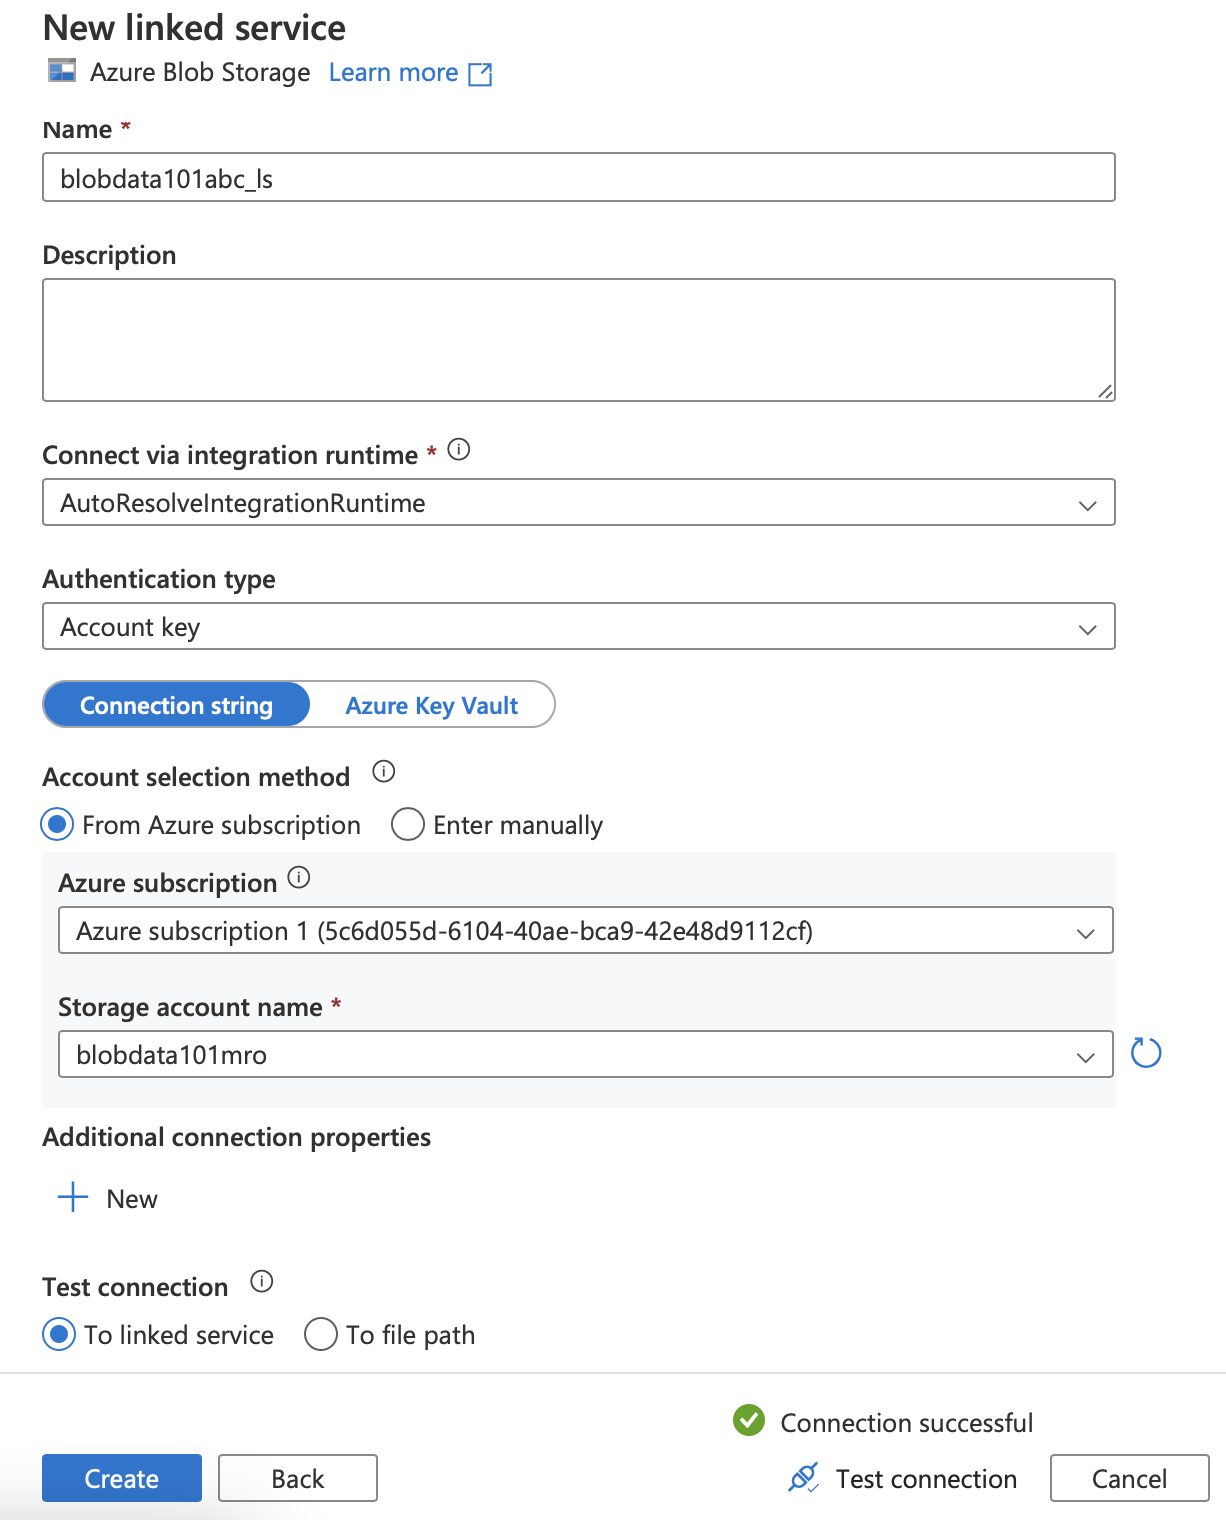 New linked service
Azure Blob Storage Learn more
Name *
blobdata101abc_ls
Description
Connect via integration runtime *
AutoResolveIntegrationRuntime
Authentication type
Account key
Connection string Azure Key Vault
Account selection method
From Azure subscription Enter manually
Azure subscription
Azure subscription 1 (5c6d055d-6104-40ae-bca9-42e48d9112cf)
Storage account name *
blobdata101mro
Additional connection properties
New
Test connection
To linked service To file path
Connection successful
Create Back Test connection Cancel